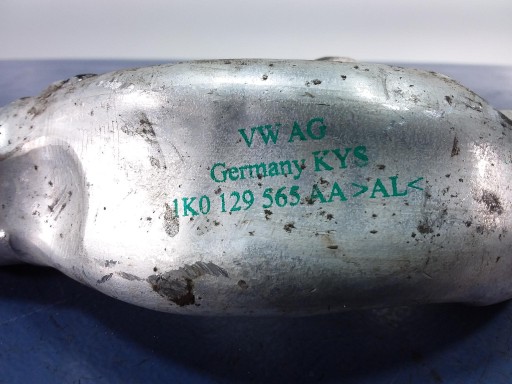 VW AG
Germany KYS
1K0 129 565 AA >AL<